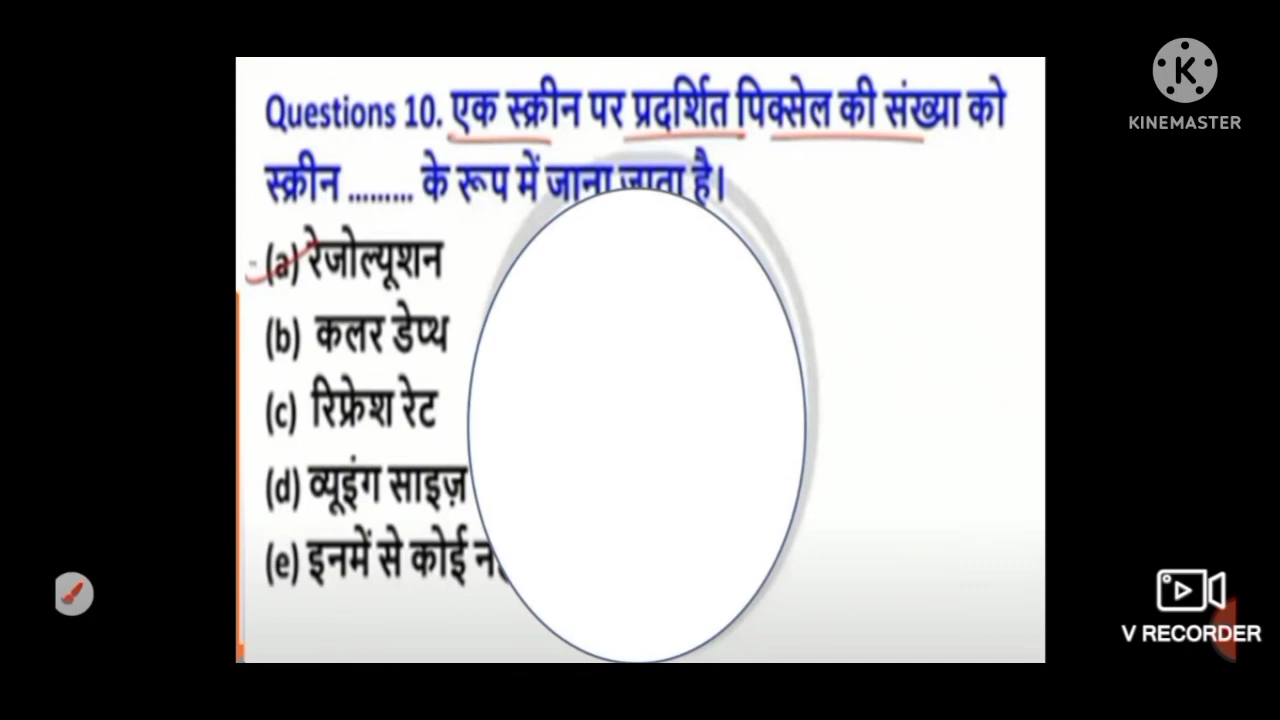 Questions 10. एक स्क्रीन पर प्रदर्शित पिक्सेल की संख्या को
स्क्रीन ......... के रूप में जाना जाता है।
(a) रेजोल्यूशन
(b) कलर डेप्थ
(c) रिफ्रेश रेट
(d) व्यूइंग साइज़
(e) इनमें से कोई
K
KINEMASTER
V RECORDER